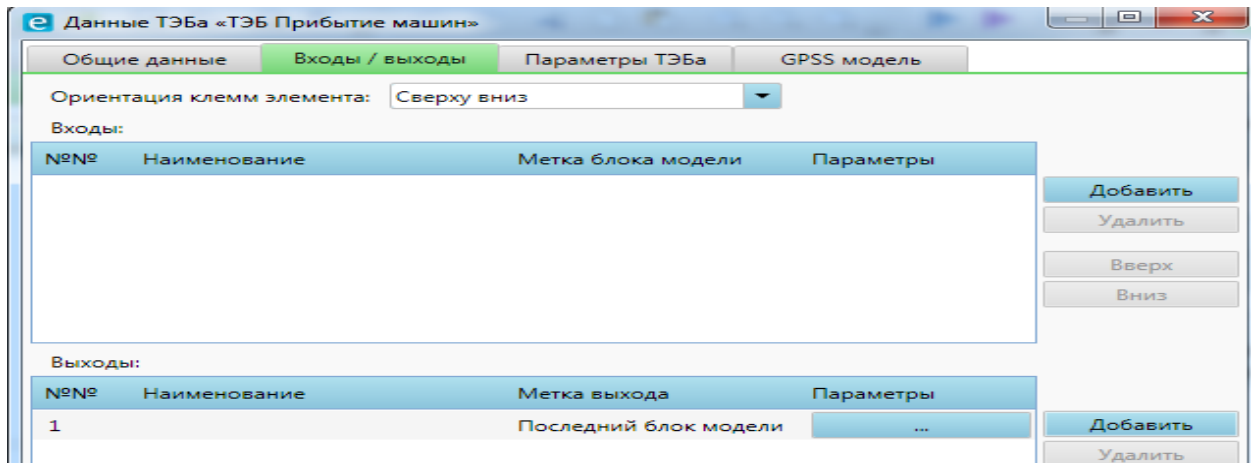 Данные ТЭБа «ТЭБ Прибытие машин»
Общие данные Входы / выходы Параметры ТЭБа GPSS модель
Ориентация клемм элемента: Сверху вниз
Входы:
№№ Наименование Метка блока модели Параметры
Добавить
Удалить
Вверх
Вниз
Выходы:
№№ Наименование Метка выхода Параметры
1 Последний блок модели ... Добавить
Удалить